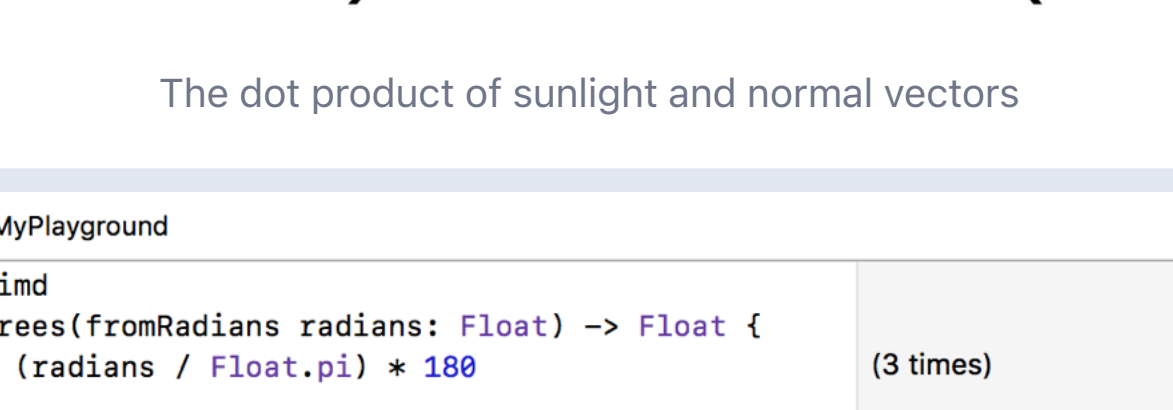 The dot product of sunlight and normal vectors
MyPlayground
imd
rees(fromRadians radians: Float) -> Float {
(radians / Float.pi) * 180
(3 times)